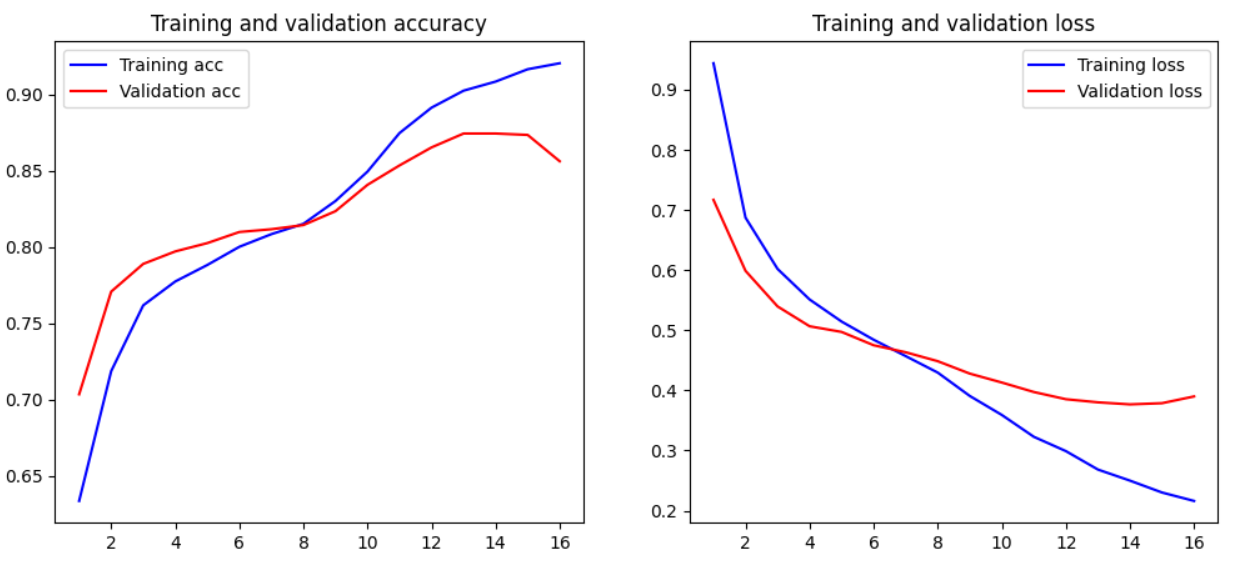 Training and validation accuracy
Training acc
Validation acc
0.90
0.85
0.80
0.75
0.70
0.65
2 4 6 8 10 12 14 16
Training and validation loss
Training loss
Validation loss
0.9
0.8
0.7
0.6
0.5
0.4
0.3
0.2
2 4 6 8 10 12 14 16